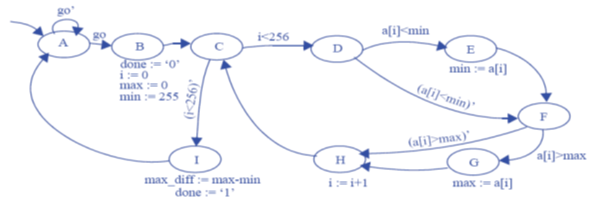 go’
A
go
B
done := ‘0’
i := 0
max := 0
min := 255
C
i<256
(i<256)’
D
a[i]<min
E
min := a[i]
(a[i]<min)’
F
(a[i]>max)’
a[i]>max
G
max := a[i]
H
i := i+1
I
max_diff := max-min
done := ‘1’